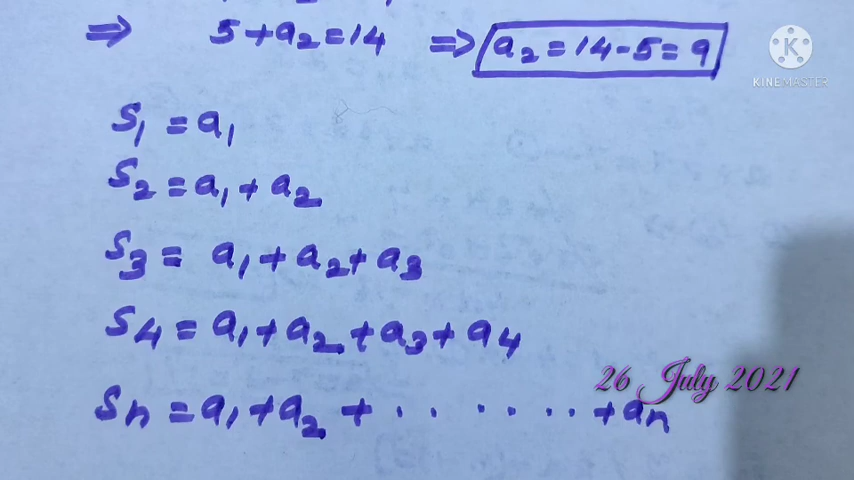 ⇒ 5 + a₂ = 14 ⇒ a₂ = 14 - 5 = 9
KINEMASTER
S₁ = a₁
S₂ = a₁ + a₂
S₃ = a₁ + a₂ + a₃
S₄ = a₁ + a₂ + a₃ + a₄
26 July 2021
Sn = a₁ + a₂ + . . . . . . . + an